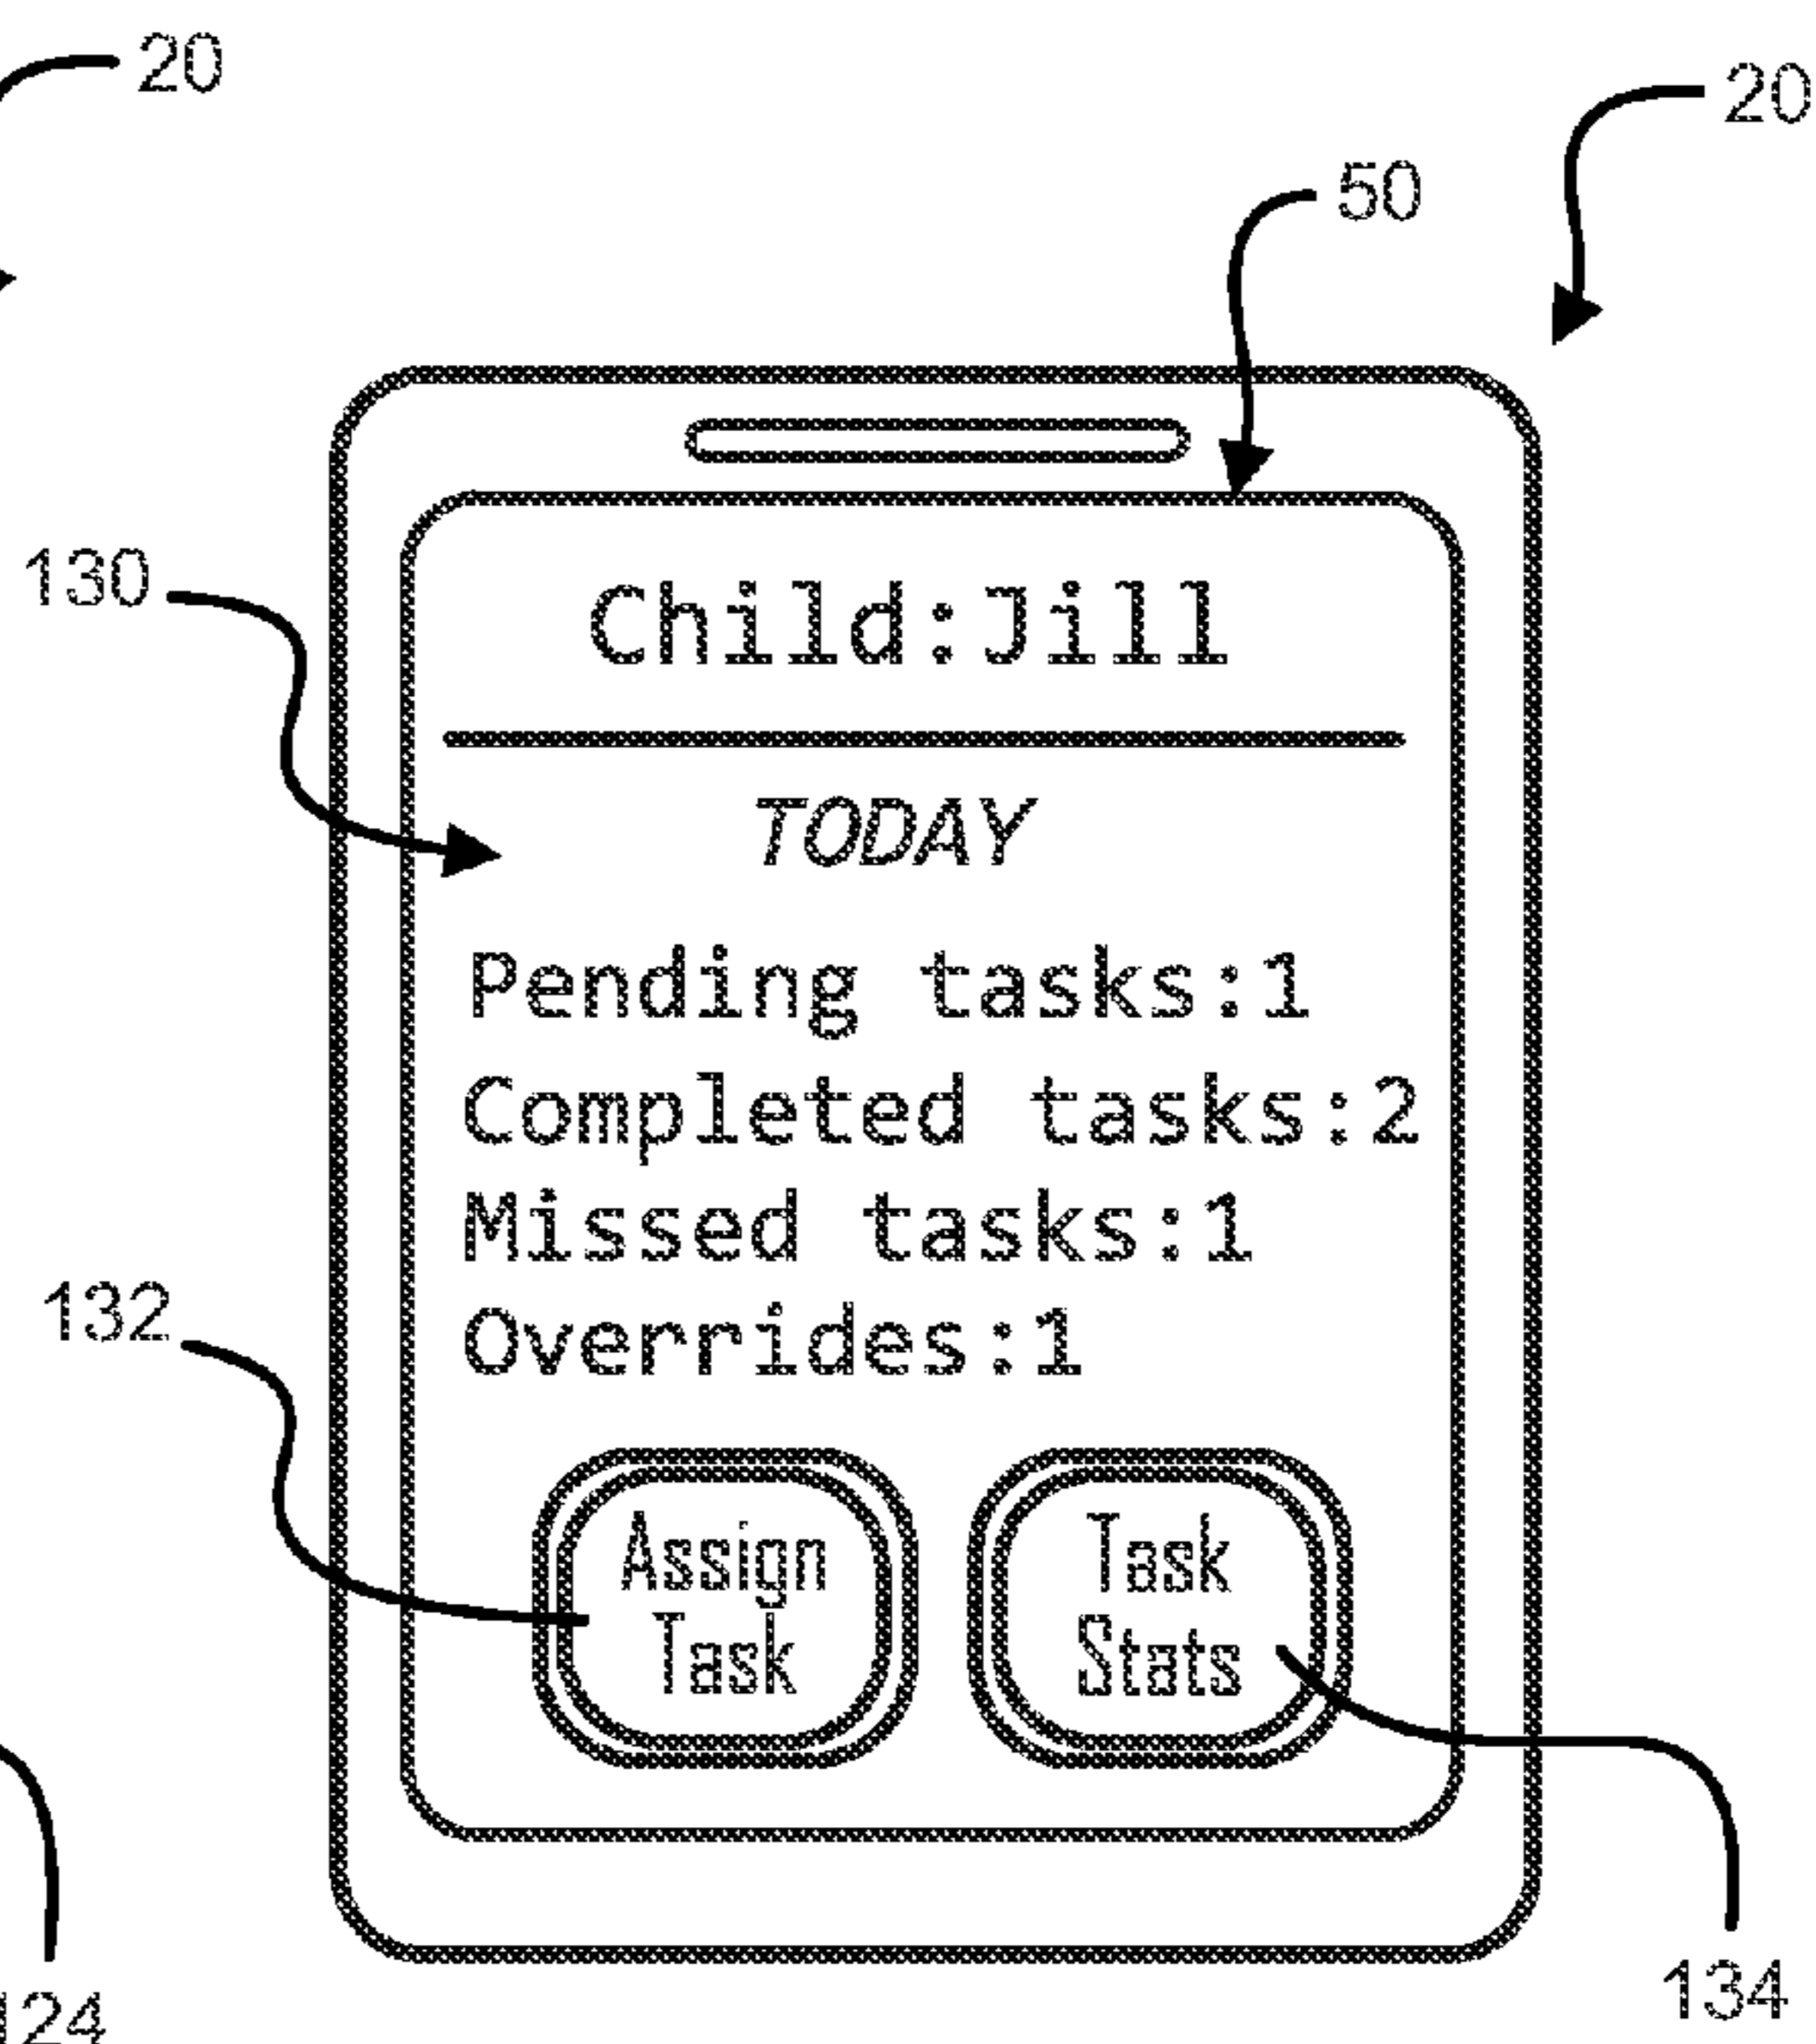 20
20
50
130
Child:Jill
TODAY
Pending tasks:1
Completed tasks:2
Missed tasks:1
Overrides:1
132
Assign
Task
Task
Stats
134
124